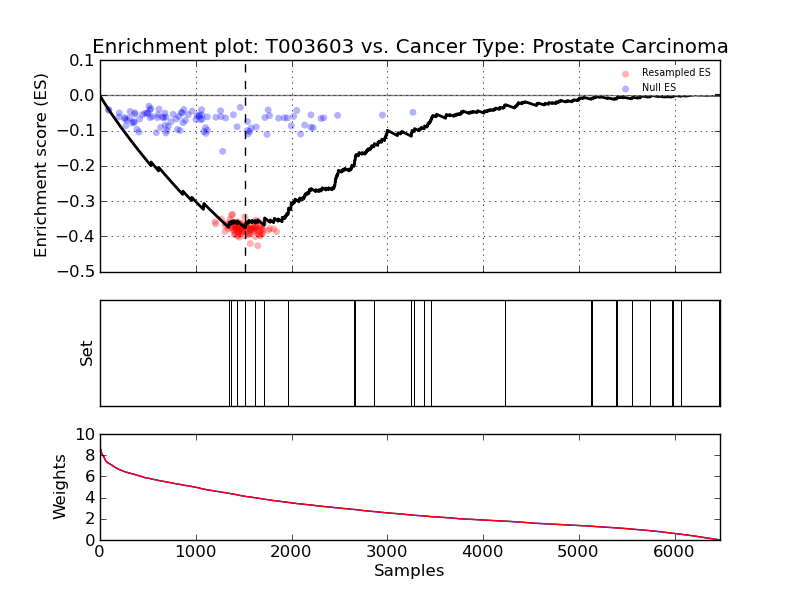 Enrichment plot: T003603 vs. Cancer Type: Prostate Carcinoma
0.1
0.0
−0.1
−0.2
−0.3
−0.4
−0.5
Enrichment score (ES)
Resampled ES
Null ES
Set
10
8
6
4
2
0
Weights
0
1000
2000
3000
4000
5000
6000
Samples